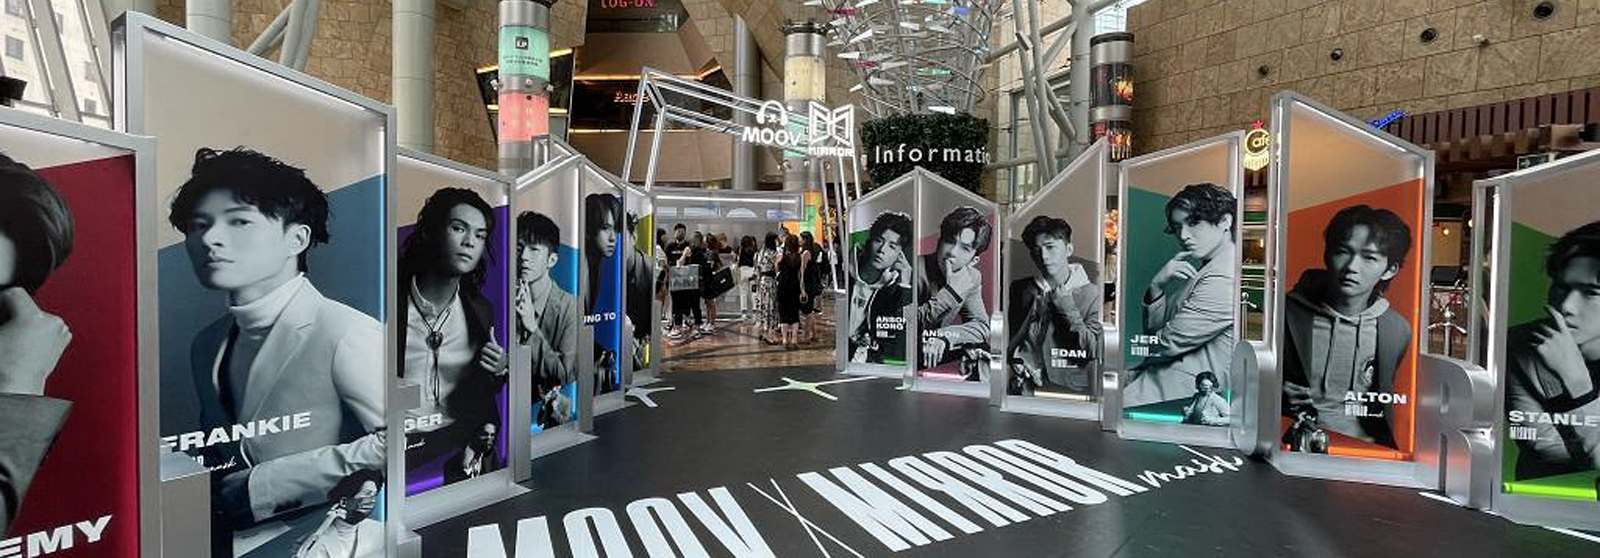 LOG-ON
MOOV
MIRROR
Information
EMY
FRANKIE
GER
NG TO
ANSON
KONG
ANSON
LO
EDAN
JER
ALTON
STANLE
MOOV X MIRROR